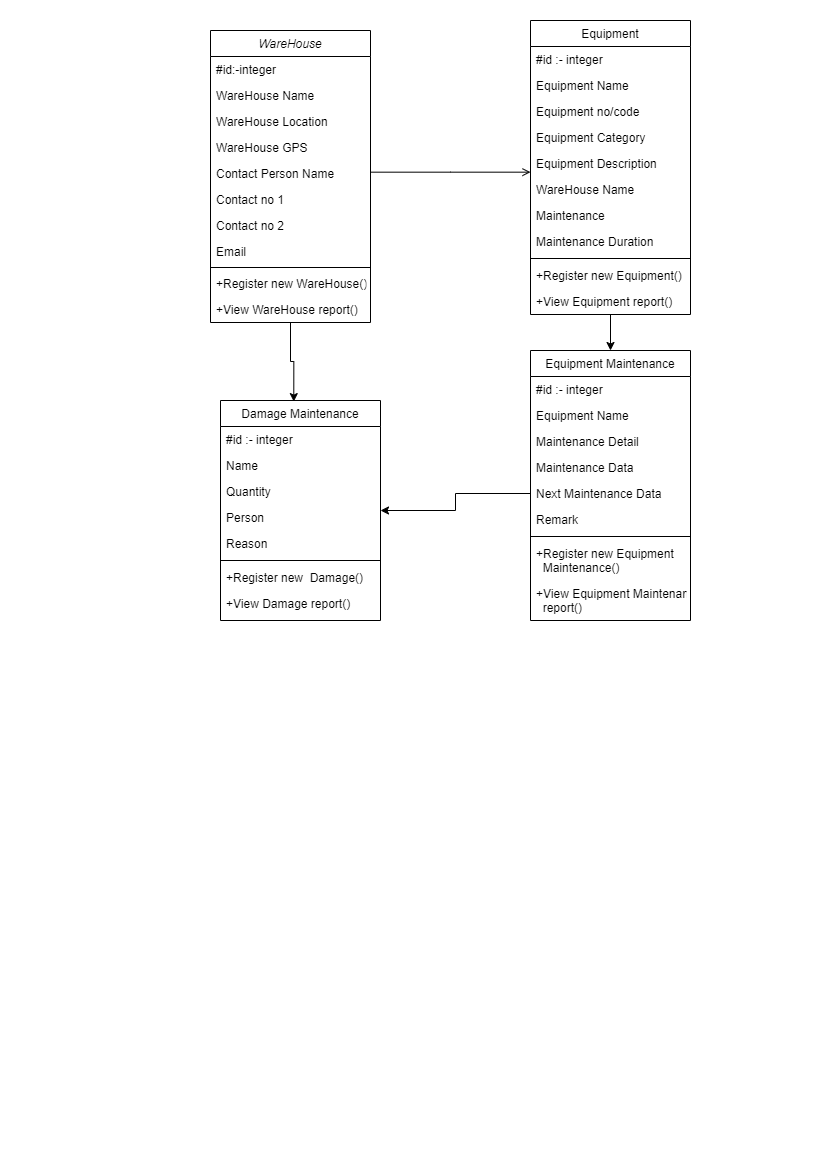 WareHouse
#id:-integer
WareHouse Name
WareHouse Location
WareHouse GPS
Contact Person Name
Contact no 1
Contact no 2
Email
+Register new WareHouse()
+View WareHouse report()
Equipment
#id :- integer
Equipment Name
Equipment no/code
Equipment Category
Equipment Description
WareHouse Name
Maintenance
Maintenance Duration
+Register new Equipment()
+View Equipment report()
Damage Maintenance
#id :- integer
Name
Quantity
Person
Reason
+Register new  Damage()
+View Damage report()
Equipment Maintenance
#id :- integer
Equipment Name
Maintenance Detail
Maintenance Data
Next Maintenance Data
Remark
+Register new Equipment
Maintenance()
+View Equipment Maintenar
report()